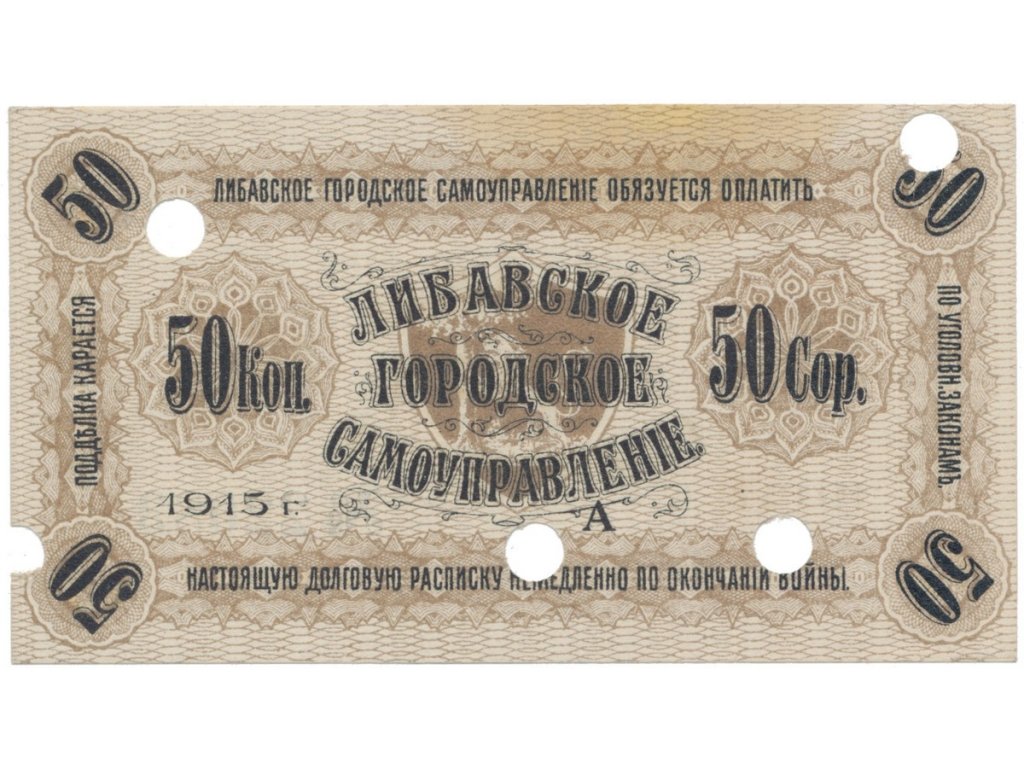 50
50
ЛИБАВСКОЕ ГОРОДСКОЕ САМОУПРАВЛЕНІЕ ОБЯЗУЕТСЯ ОПЛАТИТЬ
ПОДДѢЛКА КАРАЕТСЯ
ПО УГОЛОВН. ЗАКОНАМЪ.
ЛИБАВСКОЕ
ГОРОДСКОЕ
САМОУПРАВЛЕНІЕ.
50 Коп.
50 Cop.
1915 г.
А
НАСТОЯЩУЮ ДОЛГОВУЮ РАСПИСКУ НЕМЕДЛЕННО ПО ОКОНЧАНІИ ВОЙНЫ.
50
50